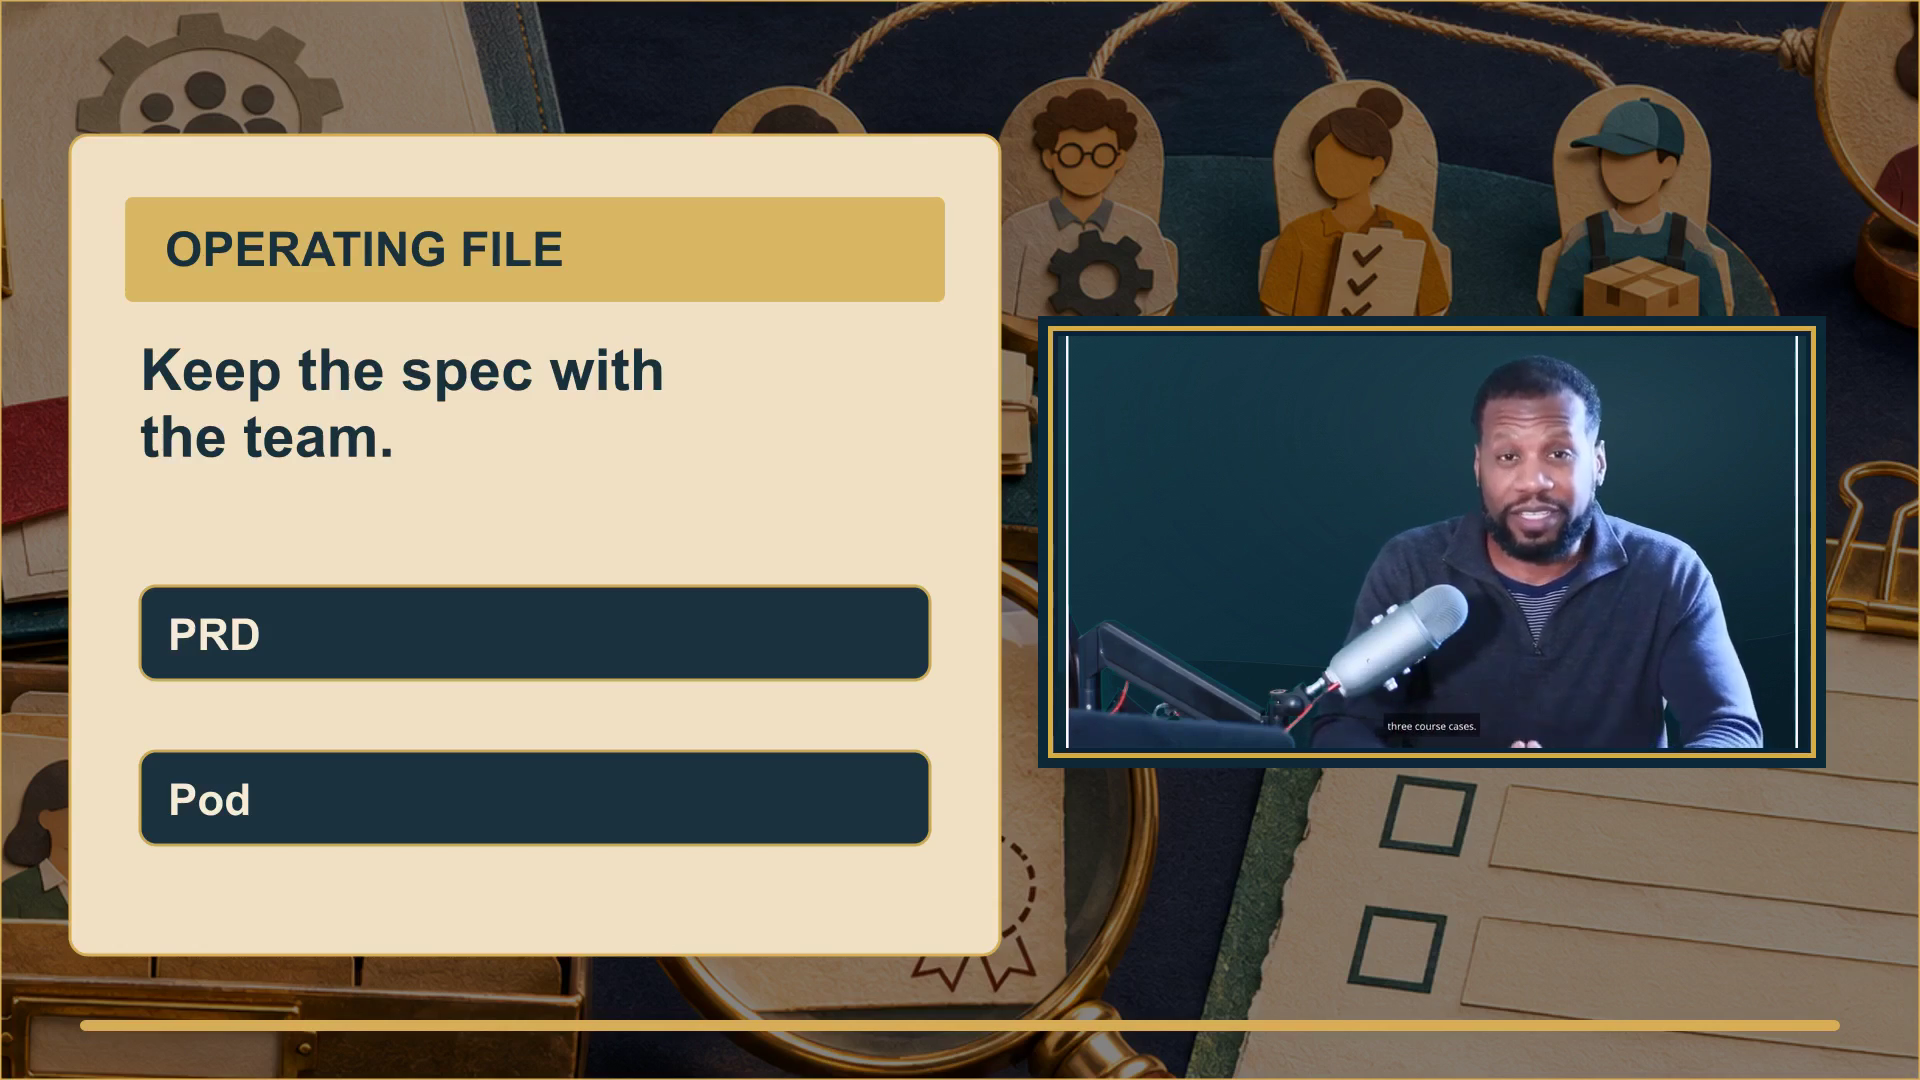 OPERATING FILE
Keep the spec with
the team.
PRD
Pod
three course cases.